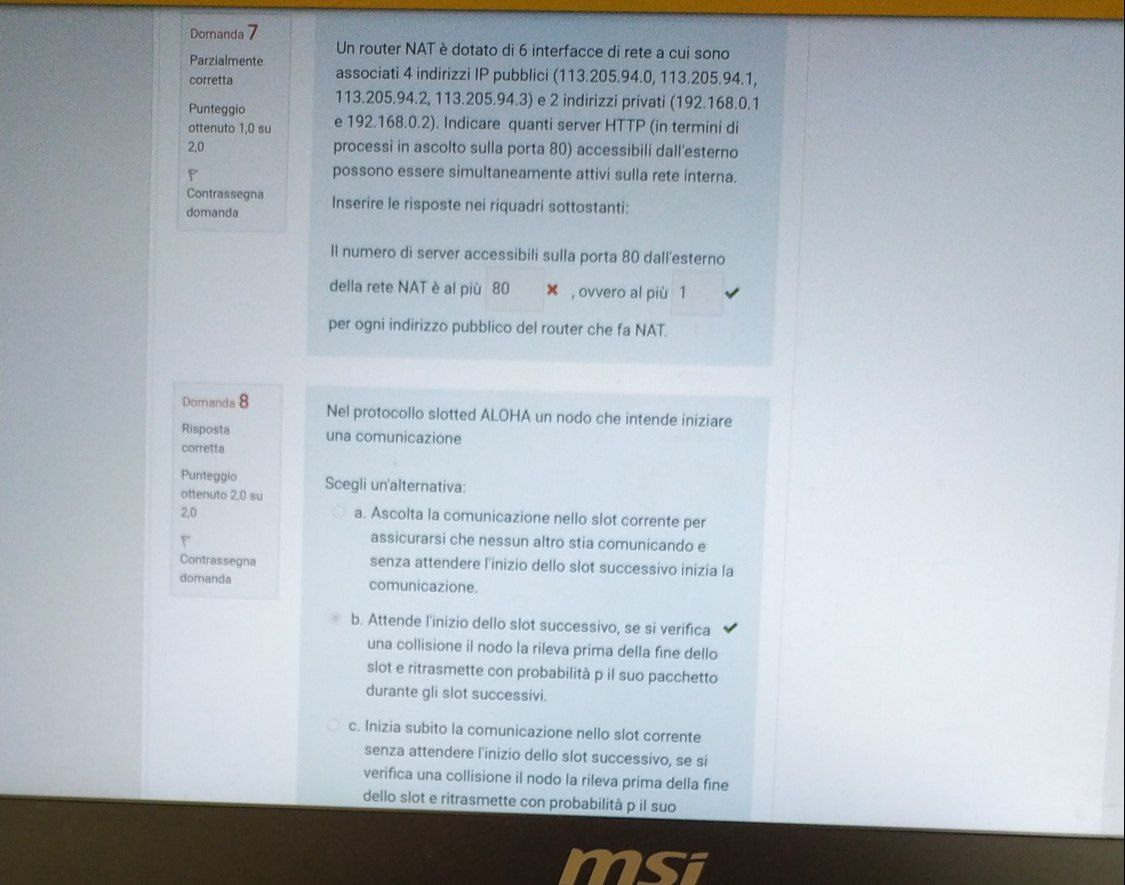 Domanda 7
Parzialmente
corretta
Punteggio
ottenuto 1,0 su
2,0
Contrassegna
domanda
Un router NAT è dotato di 6 interfacce di rete a cui sono
associati 4 indirizzi IP pubblici (113.205.94.0, 113.205.94.1,
113.205.94.2, 113.205.94.3) e 2 indirizzi privati (192.168.0.1
e 192.168.0.2). Indicare quanti server HTTP (in termini di
processi in ascolto sulla porta 80) accessibili dall'esterno
possono essere simultaneamente attivi sulla rete interna.
Inserire le risposte nei riquadri sottostanti:
Il numero di server accessibili sulla porta 80 dall'esterno
della rete NAT è al più 80 , ovvero al più 1
per ogni indirizzo pubblico del router che fa NAT.
Domanda 8
Risposta
corretta
Punteggio
ottenuto 2,0 su
2,0
Contrassegna
domanda
Nel protocollo slotted ALOHA un nodo che intende iniziare
una comunicazione
Scegli un'alternativa:
a. Ascolta la comunicazione nello slot corrente per
assicurarsi che nessun altro stia comunicando e
senza attendere l'inizio dello slot successivo inizia la
comunicazione.
b. Attende l'inizio dello slot successivo, se si verifica
una collisione il nodo la rileva prima della fine dello
slot e ritrasmette con probabilità p il suo pacchetto
durante gli slot successivi.
c. Inizia subito la comunicazione nello slot corrente
senza attendere l'inizio dello slot successivo, se si
verifica una collisione il nodo la rileva prima della fine
dello slot e ritrasmette con probabilità p il suo
msi